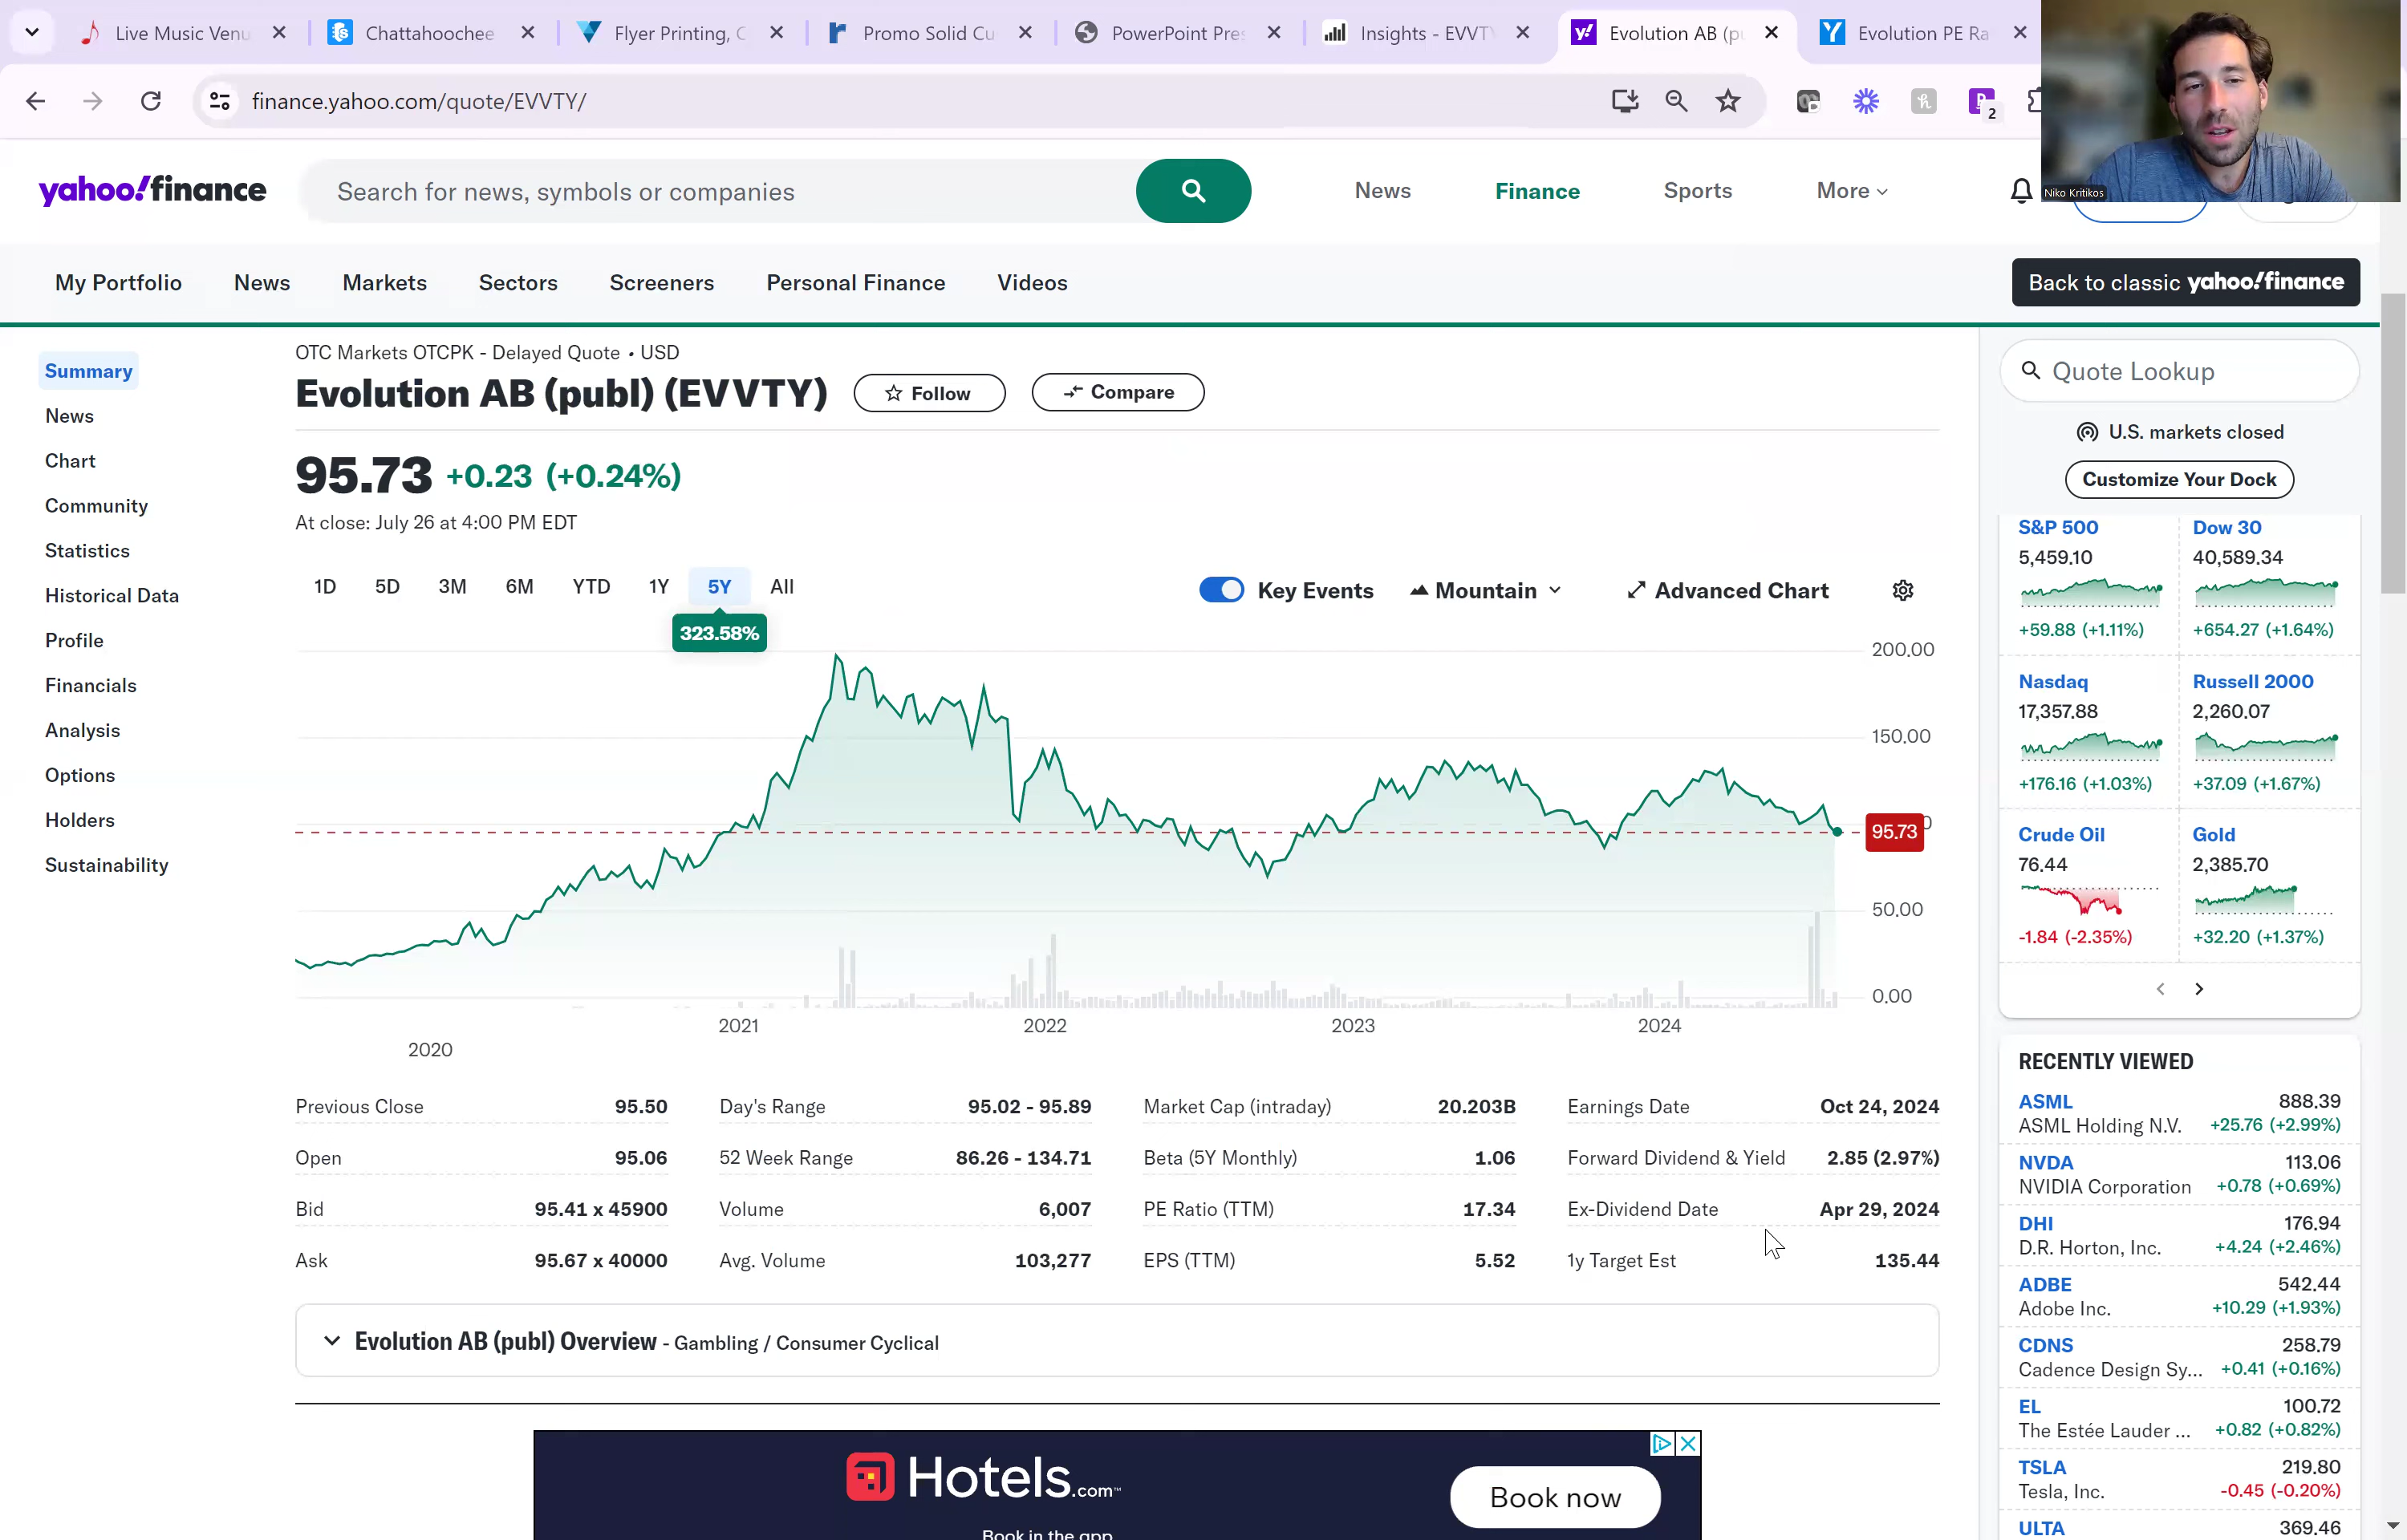 Live Music Venu
Chattahoochee
Flyer Printing, C
Promo Solid Cu
PowerPoint Pres
Insights - EVVTY
Evolution AB (pu
Evolution PE Ra
finance.yahoo.com/quote/EVVTY/
2
Niko Kritikos
yahoo!finance
Search for news, symbols or companies
News
Finance
Sports
More
My Portfolio
News
Markets
Sectors
Screeners
Personal Finance
Videos
Back to classic yahoo!finance
Summary
News
Chart
Community
Statistics
Historical Data
Profile
Financials
Analysis
Options
Holders
Sustainability
OTC Markets OTCPK - Delayed Quote • USD
Evolution AB (publ) (EVVTY)
Follow
Compare
95.73 +0.23 (+0.24%)
At close: July 26 at 4:00 PM EDT
1D 5D 3M 6M YTD 1Y 5Y All
323.58%
Key Events
Mountain
Advanced Chart
200.00
150.00
95.73
50.00
0.00
2020
2021
2022
2023
2024
Previous Close 95.50
Open 95.06
Bid 95.41 x 45900
Ask 95.67 x 40000
Day's Range 95.02 - 95.89
52 Week Range 86.26 - 134.71
Volume 6,007
Avg. Volume 103,277
Market Cap (intraday) 20.203B
Beta (5Y Monthly) 1.06
PE Ratio (TTM) 17.34
EPS (TTM) 5.52
Earnings Date Oct 24, 2024
Forward Dividend & Yield 2.85 (2.97%)
Ex-Dividend Date Apr 29, 2024
1y Target Est 135.44
Evolution AB (publ) Overview - Gambling / Consumer Cyclical
Hotels.com™
Book in the app
Book now
Quote Lookup
U.S. markets closed
Customize Your Dock
S&P 500
5,459.10
+59.88 (+1.11%)
Dow 30
40,589.34
+654.27 (+1.64%)
Nasdaq
17,357.88
+176.16 (+1.03%)
Russell 2000
2,260.07
+37.09 (+1.67%)
Crude Oil
76.44
-1.84 (-2.35%)
Gold
2,385.70
+32.20 (+1.37%)
RECENTLY VIEWED
ASML 888.39
ASML Holding N.V. +25.76 (+2.99%)
NVDA 113.06
NVIDIA Corporation +0.78 (+0.69%)
DHI 176.94
D.R. Horton, Inc. +4.24 (+2.46%)
ADBE 542.44
Adobe Inc. +10.29 (+1.93%)
CDNS 258.79
Cadence Design Sy... +0.41 (+0.16%)
EL 100.72
The Estée Lauder ... +0.82 (+0.82%)
TSLA 219.80
Tesla, Inc. -0.45 (-0.20%)
ULTA 369.46